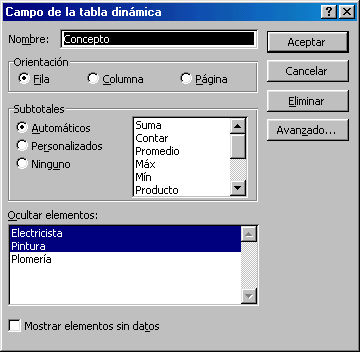 Campo de la tabla dinámica
Nombre: Concepto
Aceptar
Orientación
Fila Columna Página
Cancelar
Eliminar
Avanzado...
Subtotales
Automáticos
Personalizados
Ninguno
Suma
Contar
Promedio
Máx
Mín
Producto
Ocultar elementos:
Electricista
Pintura
Plomería
Mostrar elementos sin datos